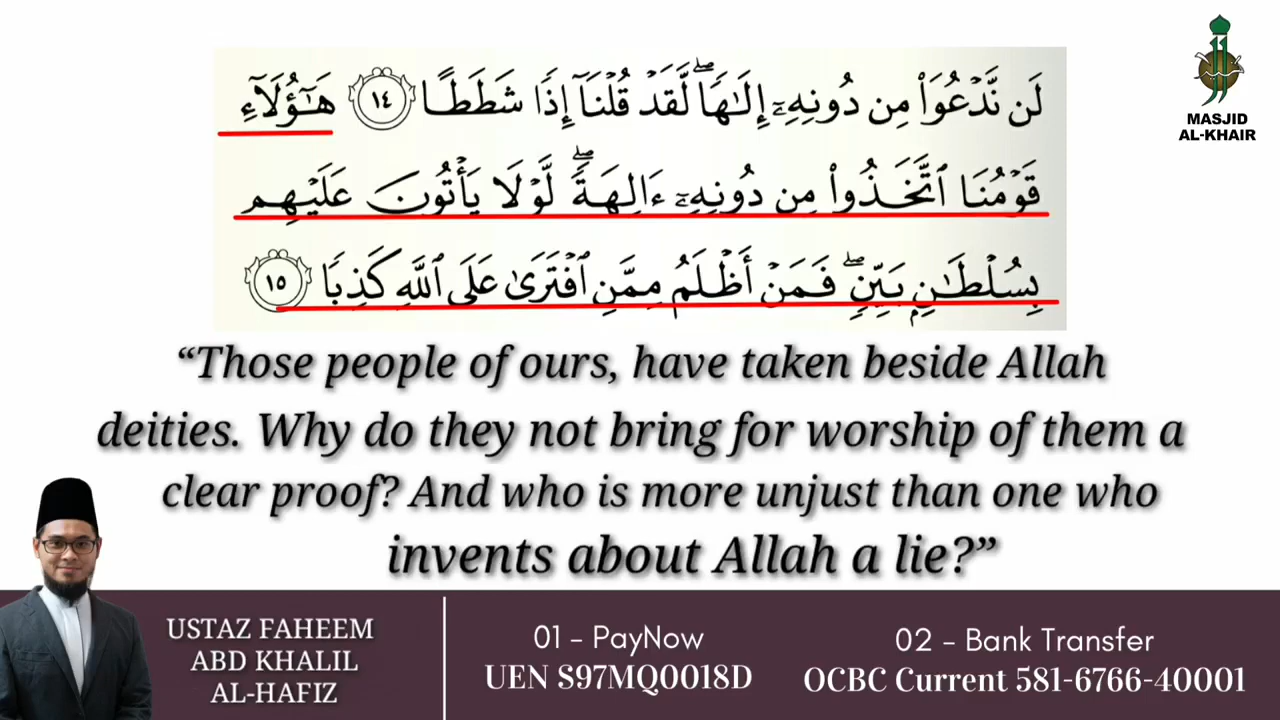 لَن نَّدْعُوَا۟ مِن دُونِهِۦٓ إِلَـٰهًا ۖ لَّقَدْ قُلْنَآ إِذًا شَطَطًا ١٤ هَـٰٓؤُلَآءِ
قَوْمُنَا ٱتَّخَذُوا۟ مِن دُونِهِۦٓ ءَالِهَةً ۖ لَّوْلَا يَأْتُونَ عَلَيْهِم
بِسُلْطَـٰنٍۭ بَيِّنٍ ۖ فَمَنْ أَظْلَمُ مِمَّنِ ٱفْتَرَىٰ عَلَى ٱللَّهِ كَذِبًا ١٥
MASJID
AL-KHAIR
“Those people of ours, have taken beside Allah
deities. Why do they not bring for worship of them a
clear proof? And who is more unjust than one who
invents about Allah a lie?”
USTAZ FAHEEM
ABD KHALIL
AL-HAFIZ
01 – PayNow
UEN S97MQ0018D
02 – Bank Transfer
OCBC Current 581-6766-40001